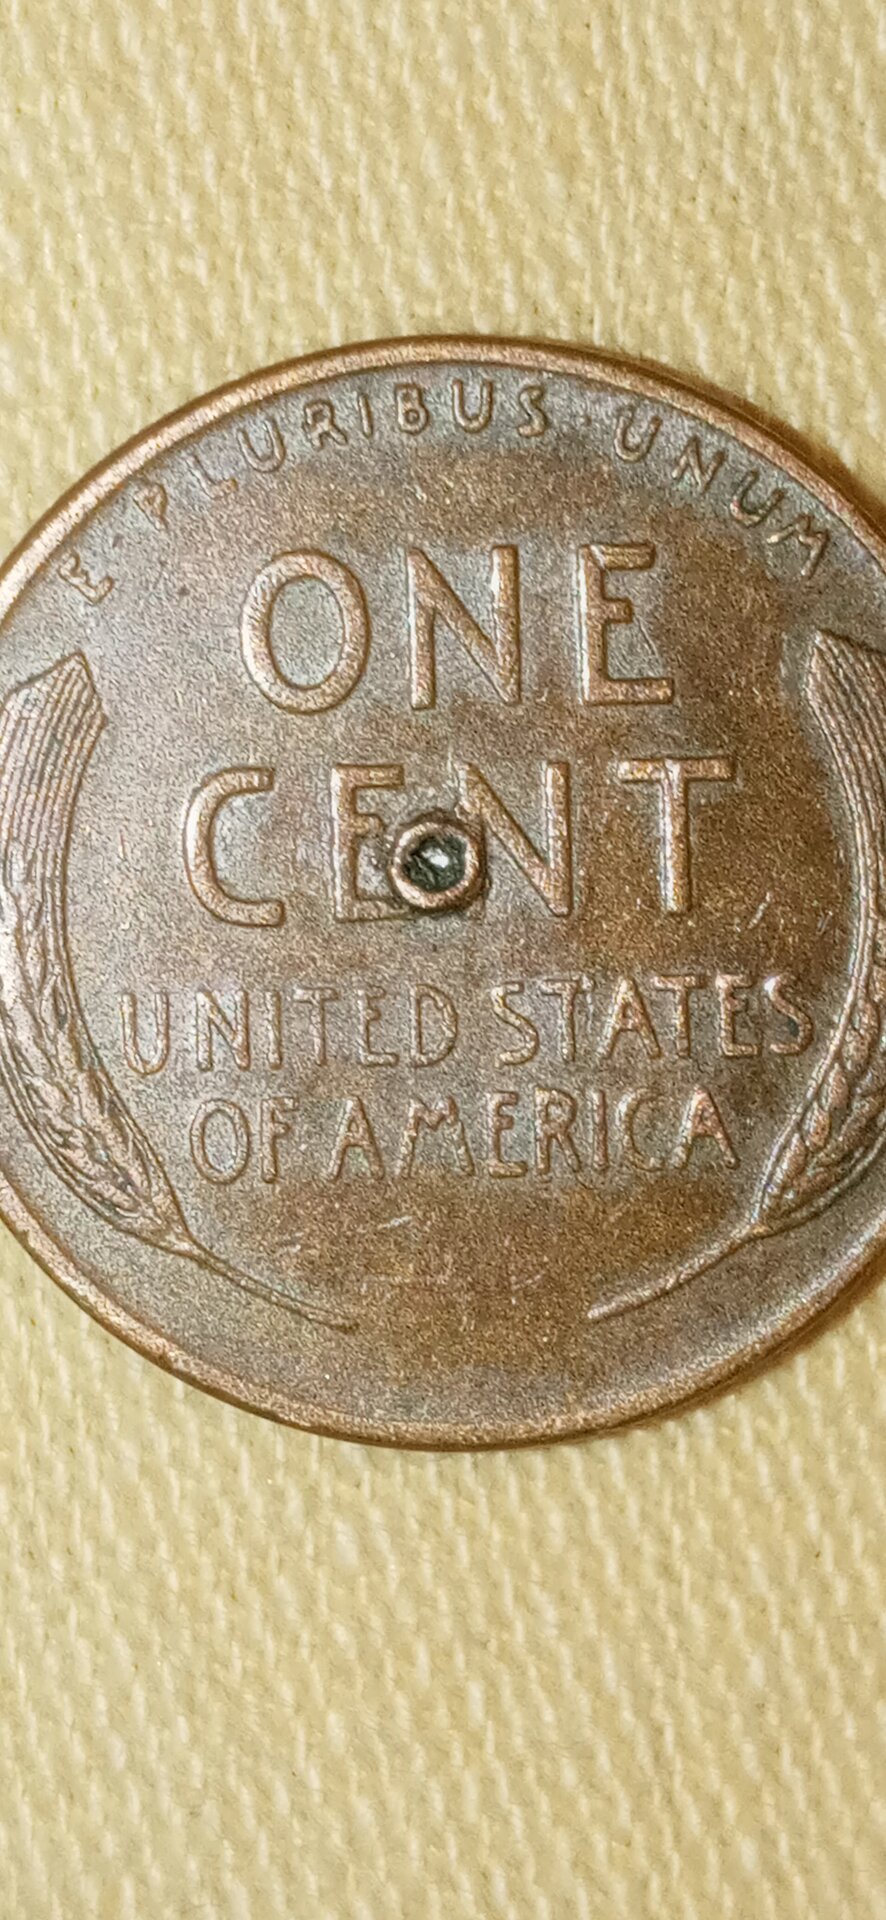 E · PLURIBUS · UNUM
ONE
CENT
UNITED STATES
OF AMERICA